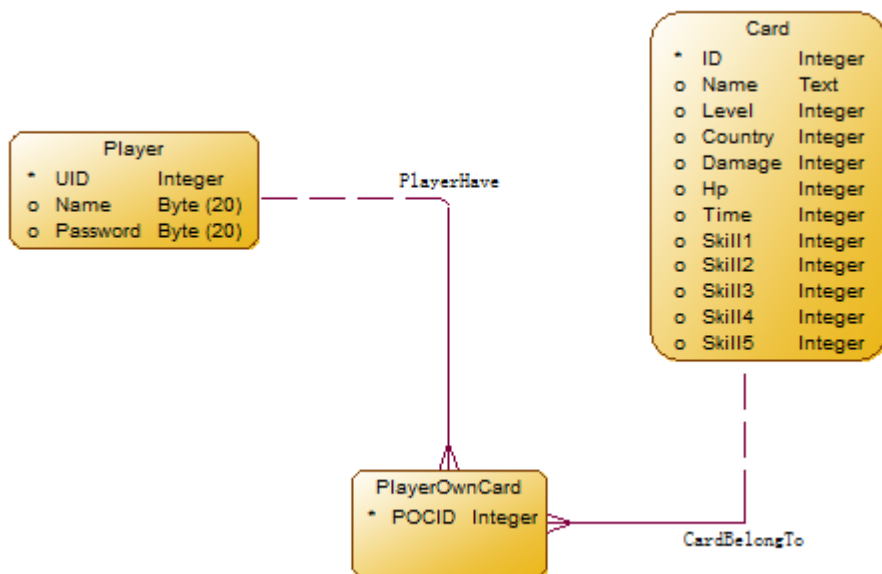 Player
* UID Integer
o Name Byte (20)
o Password Byte (20)
PlayerHave
Card
* ID Integer
o Name Text
o Level Integer
o Country Integer
o Damage Integer
o Hp Integer
o Time Integer
o Skill1 Integer
o Skill2 Integer
o Skill3 Integer
o Skill4 Integer
o Skill5 Integer
PlayerOwnCard
* POCID Integer
CardBelongTo